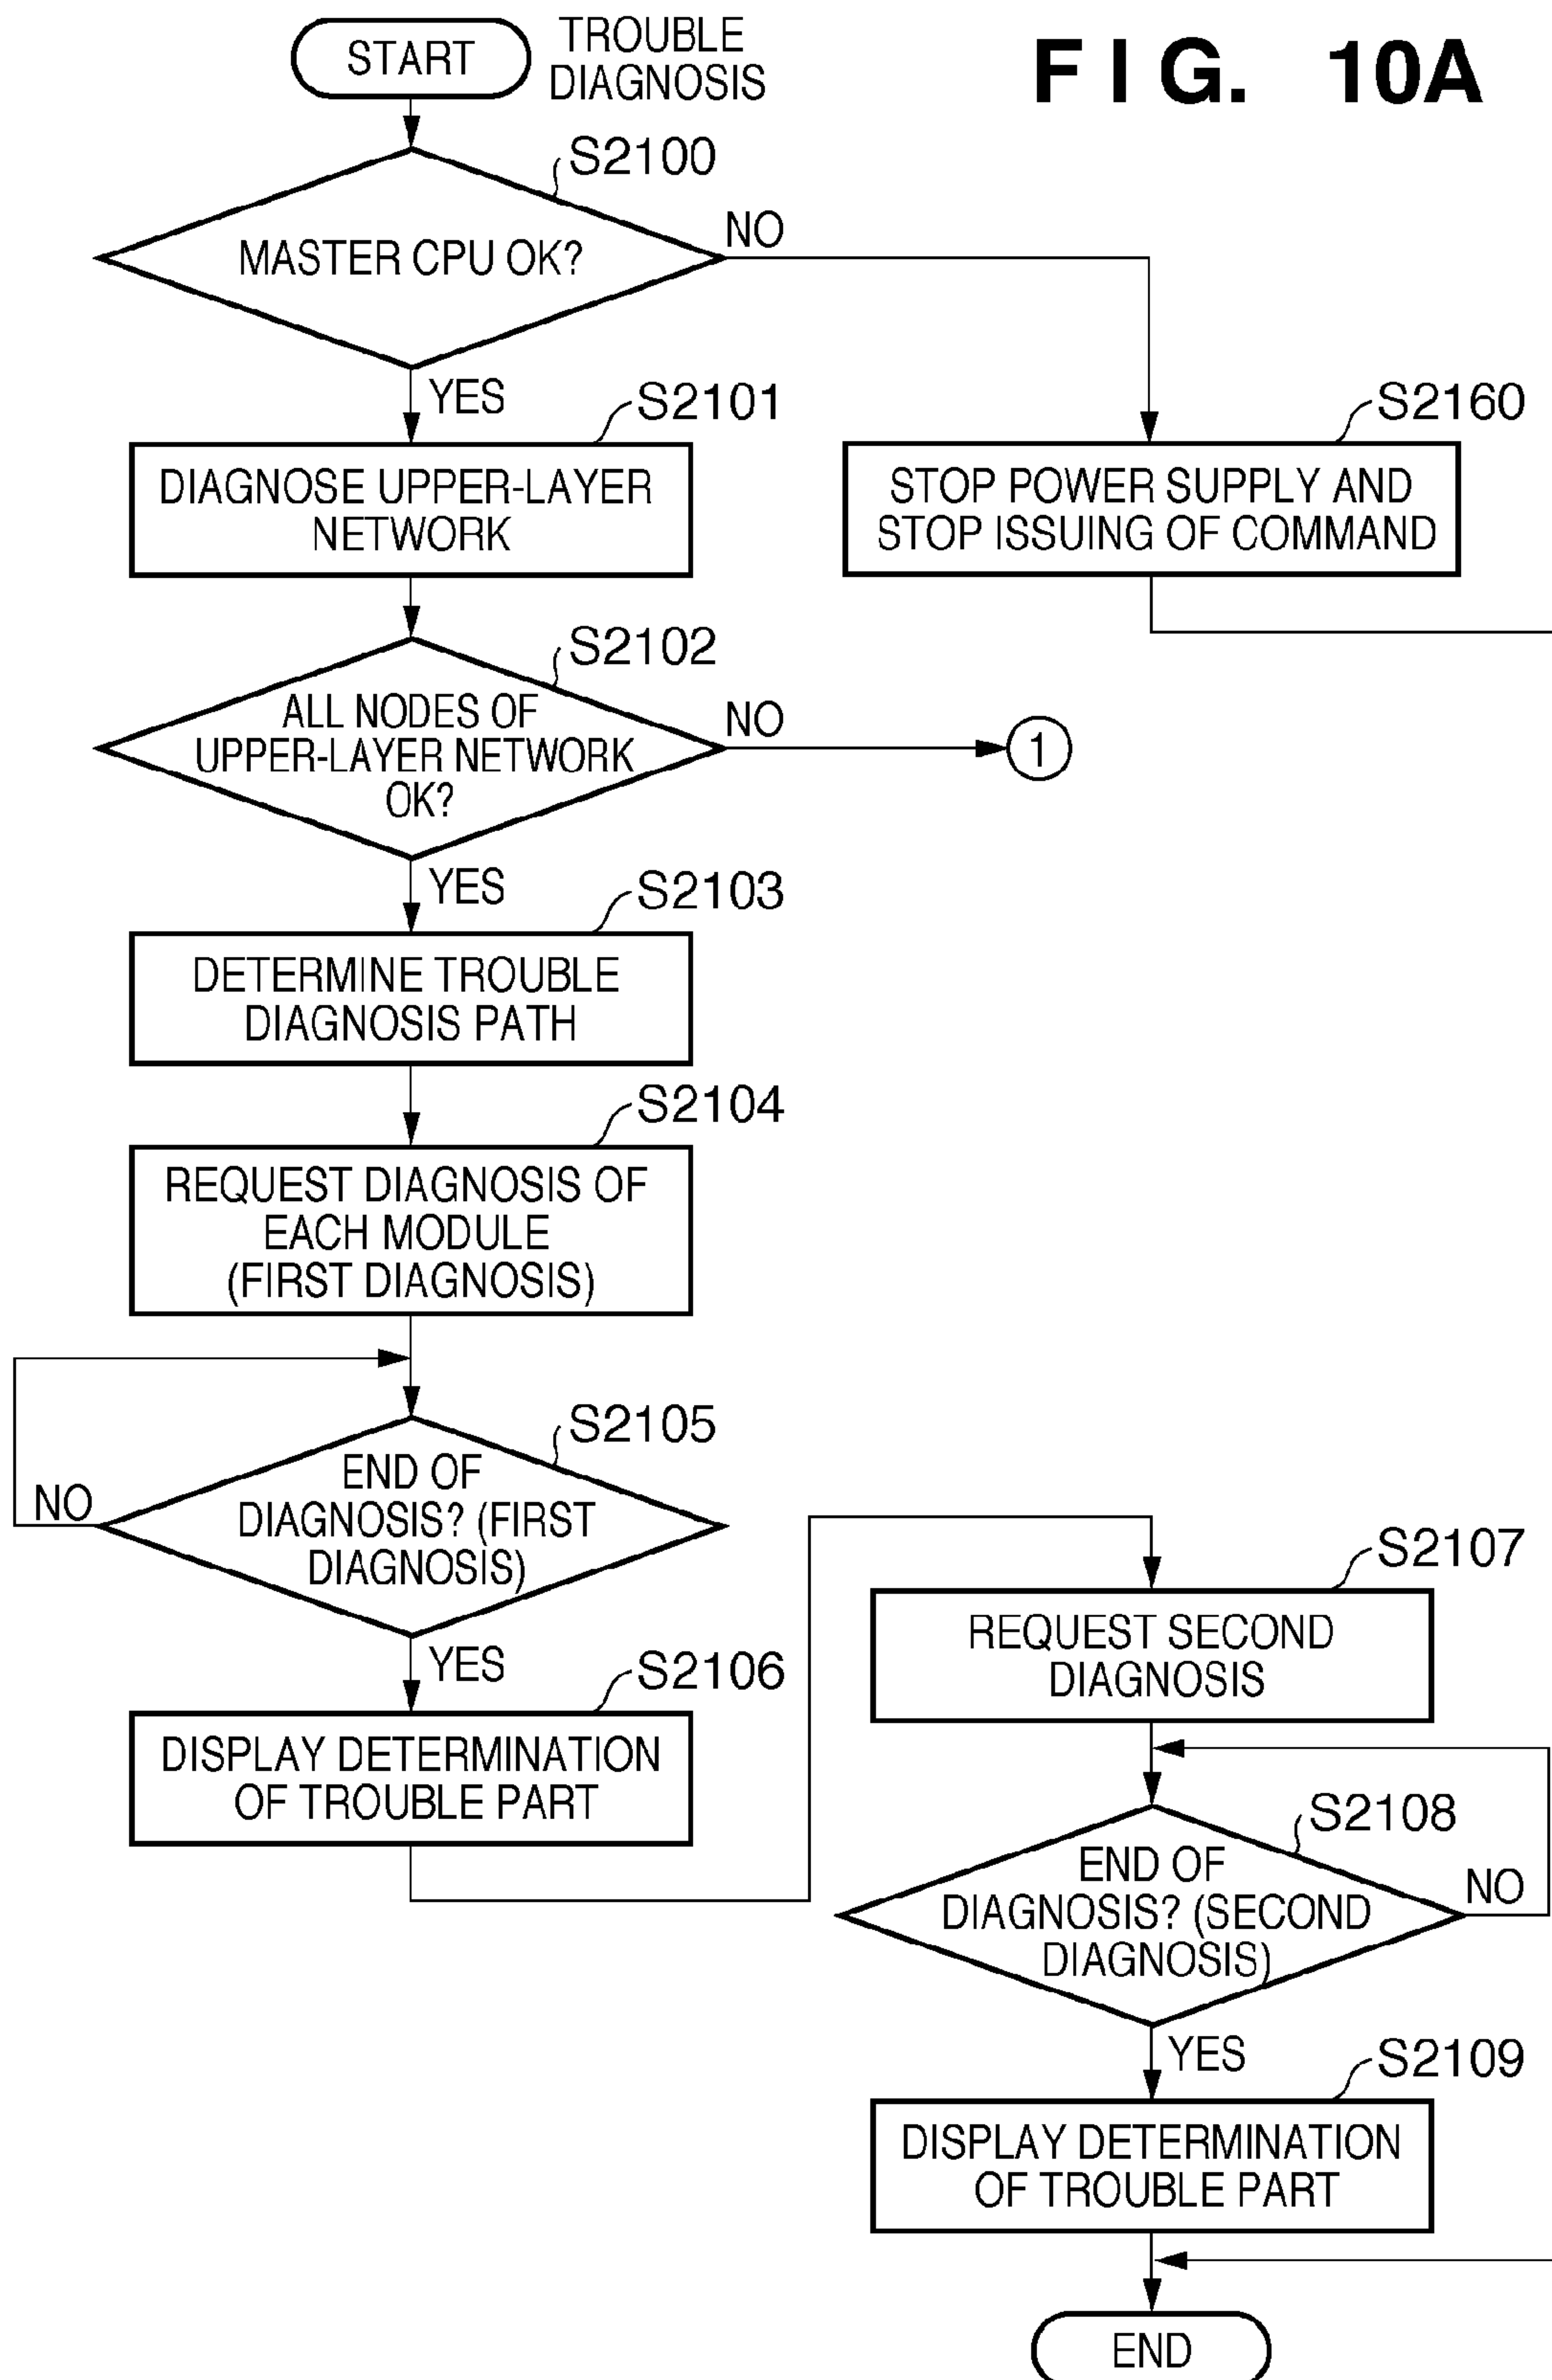 FIG. 10A
START
TROUBLE
DIAGNOSIS
S2100
MASTER CPU OK?
NO
YES
S2101
DIAGNOSE UPPER-LAYER
NETWORK
S2160
STOP POWER SUPPLY AND
STOP ISSUING OF COMMAND
S2102
ALL NODES OF
UPPER-LAYER NETWORK
OK?
NO
1
YES
S2103
DETERMINE TROUBLE
DIAGNOSIS PATH
S2104
REQUEST DIAGNOSIS OF
EACH MODULE
(FIRST DIAGNOSIS)
S2105
END OF
DIAGNOSIS? (FIRST
DIAGNOSIS)
NO
YES
S2106
DISPLAY DETERMINATION
OF TROUBLE PART
S2107
REQUEST SECOND
DIAGNOSIS
S2108
END OF
DIAGNOSIS? (SECOND
DIAGNOSIS)
NO
YES
S2109
DISPLAY DETERMINATION
OF TROUBLE PART
END